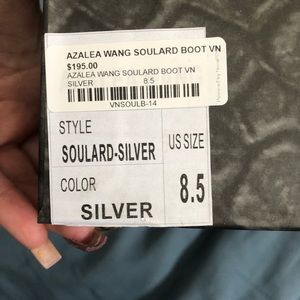 AZALEA WANG SOULARD BOOT VN
$195.00
AZALEA WANG SOULARD BOOT VN
SILVER 8.5
VNSOULB-14
STYLE
SOULARD-SILVER
US SIZE
COLOR
8.5
SILVER